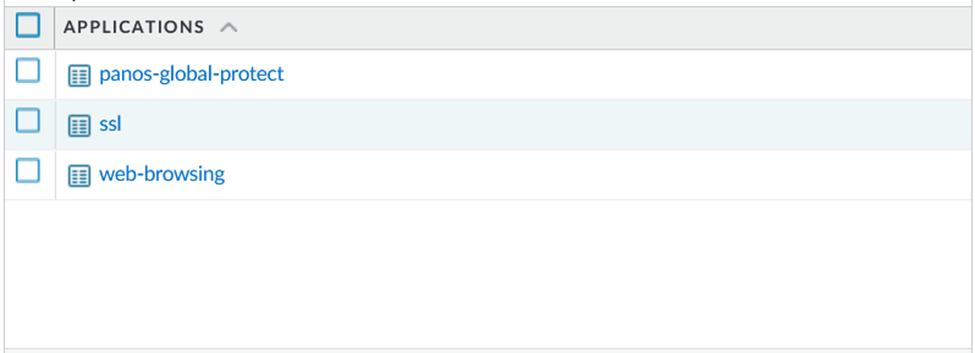 APPLICATIONS
panos-global-protect
ssl
web-browsing